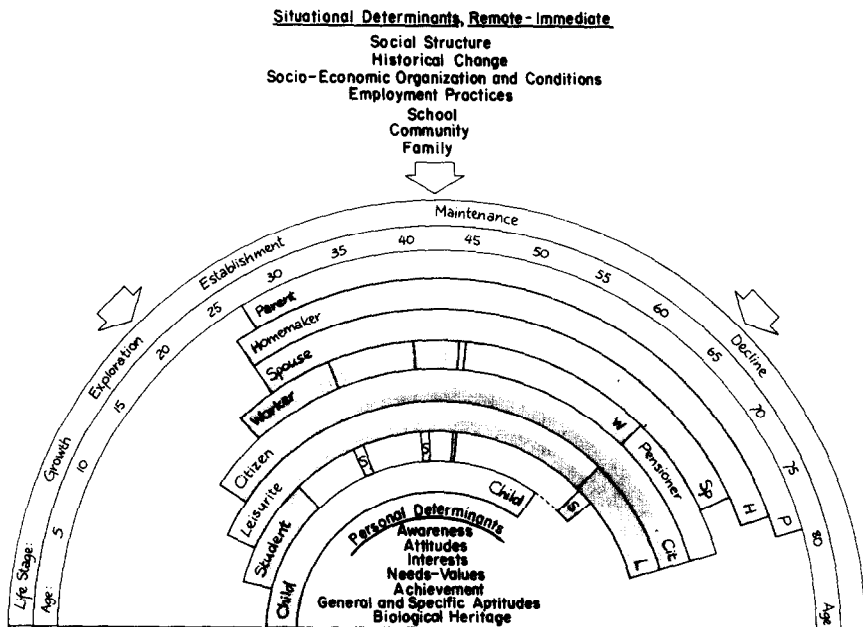 Situational Determinants, Remote-Immediate
Social Structure
Historical Change
Socio-Economic Organization and Conditions
Employment Practices
School
Community
Family
Life Stage:
Growth
Exploration
Establishment
Maintenance
Decline
Age:
5
10
15
20
25
30
35
40
45
50
55
60
65
70
75
80
Age
Parent
P
Homemaker
H
Spouse
Sp
Worker
W
Pensioner
Citizen
Cit
Leisurite
L
Student
S
S
S
Child
Child
Personal Determinants
Awareness
Attitudes
Interests
Needs-Values
Achievement
General and Specific Aptitudes
Biological Heritage